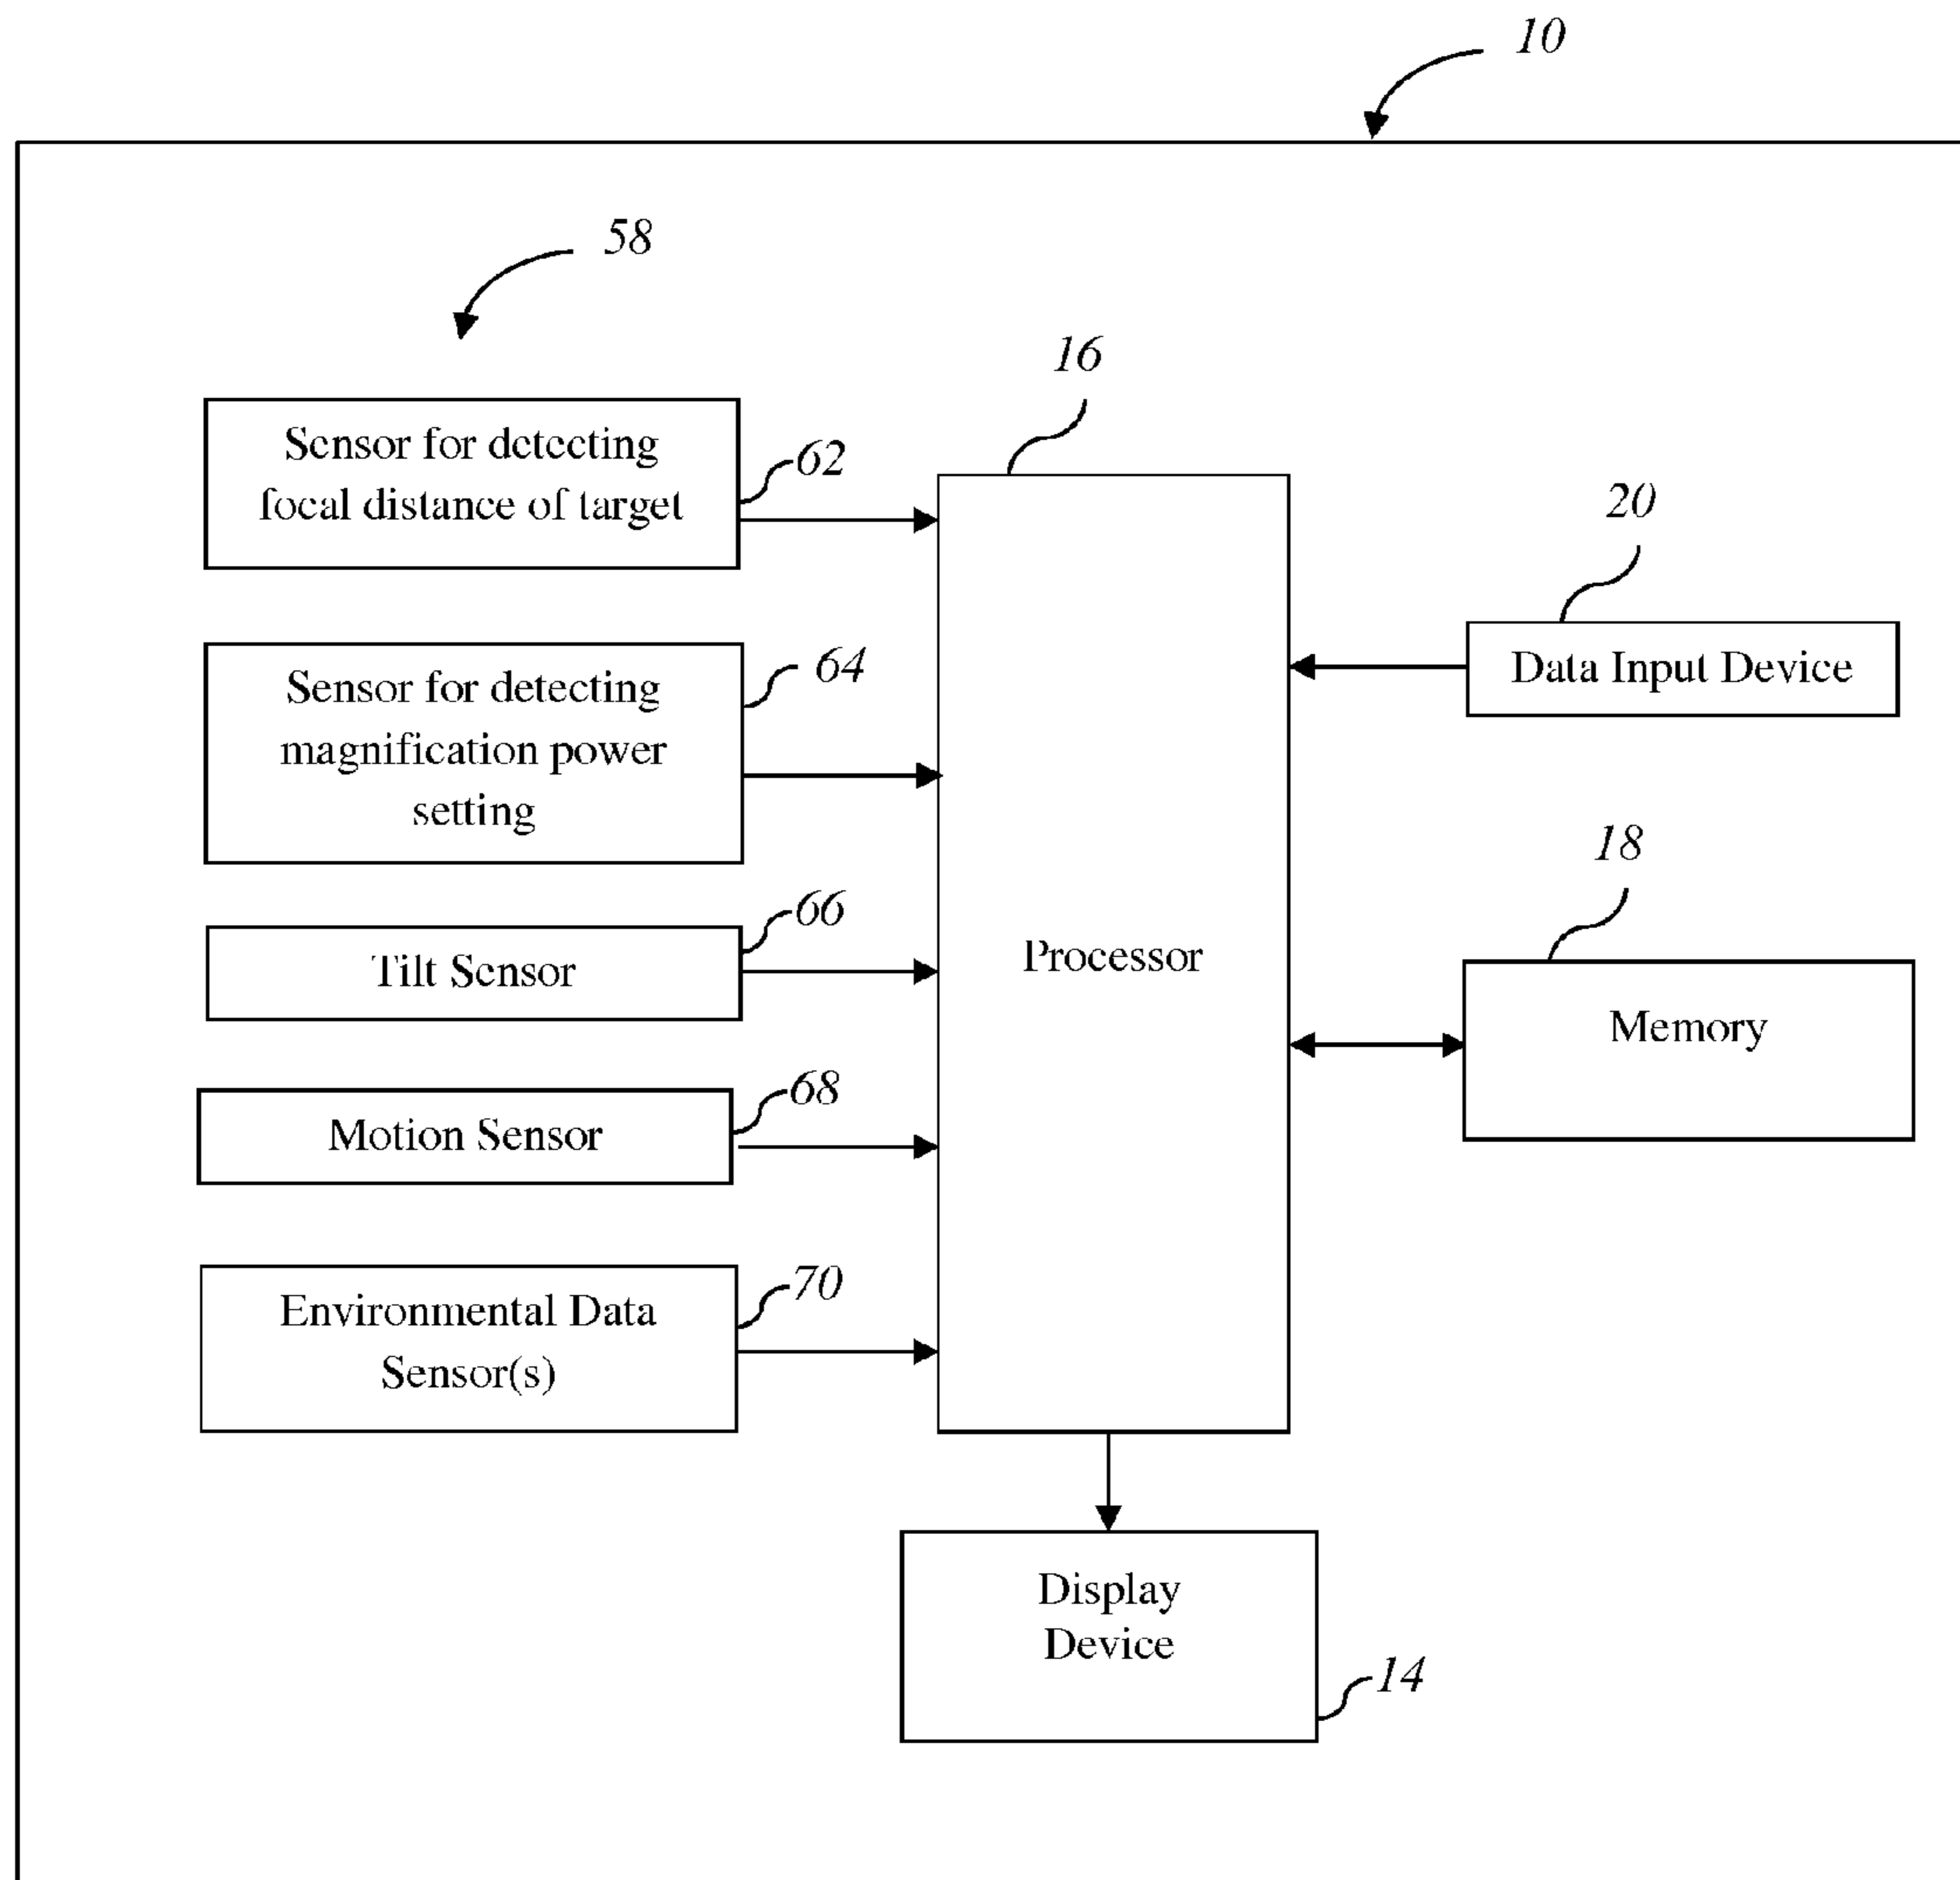 10
58
16
Sensor for detecting
focal distance of target
62
20
Sensor for detecting
magnification power
setting
64
Data Input Device
18
66
Tilt Sensor
Processor
Memory
68
Motion Sensor
70
Environmental Data
Sensor(s)
Display
Device
14